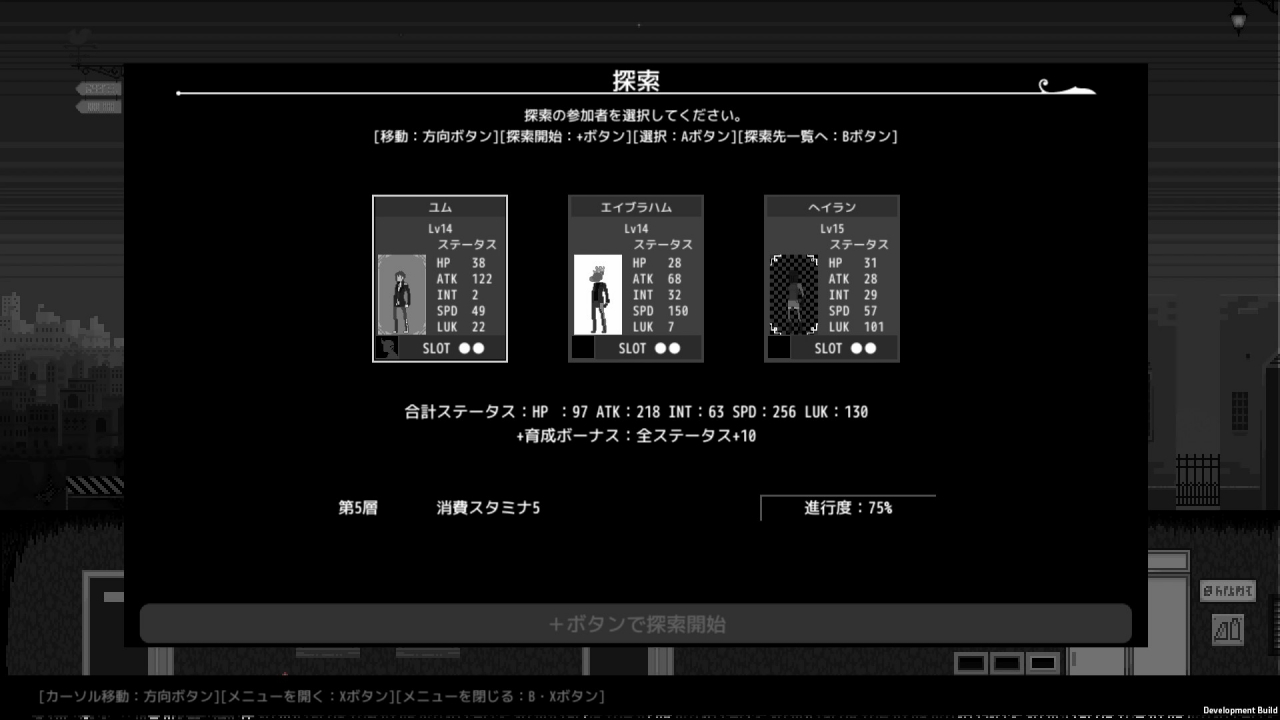 探索
探索の参加者を選択してください。
[移動：方向ボタン][探索開始：+ボタン][選択：Aボタン][探索先一覧へ：Bボタン]
ユム
Lv14
ステータス
HP 38
ATK 122
INT 2
SPD 49
LUK 22
SLOT
エイブラハム
Lv14
ステータス
HP 28
ATK 68
INT 32
SPD 150
LUK 7
SLOT
ヘイラン
Lv15
ステータス
HP 31
ATK 28
INT 29
SPD 57
LUK 101
SLOT
合計ステータス：HP ：97 ATK：218 INT：63 SPD：256 LUK：130
+育成ボーナス：全ステータス+10
第5層 消費スタミナ5 進行度：75%
＋ボタンで探索開始
[カーソル移動：方向ボタン][メニューを開く：Xボタン][メニューを閉じる：B・Xボタン]
Development Build